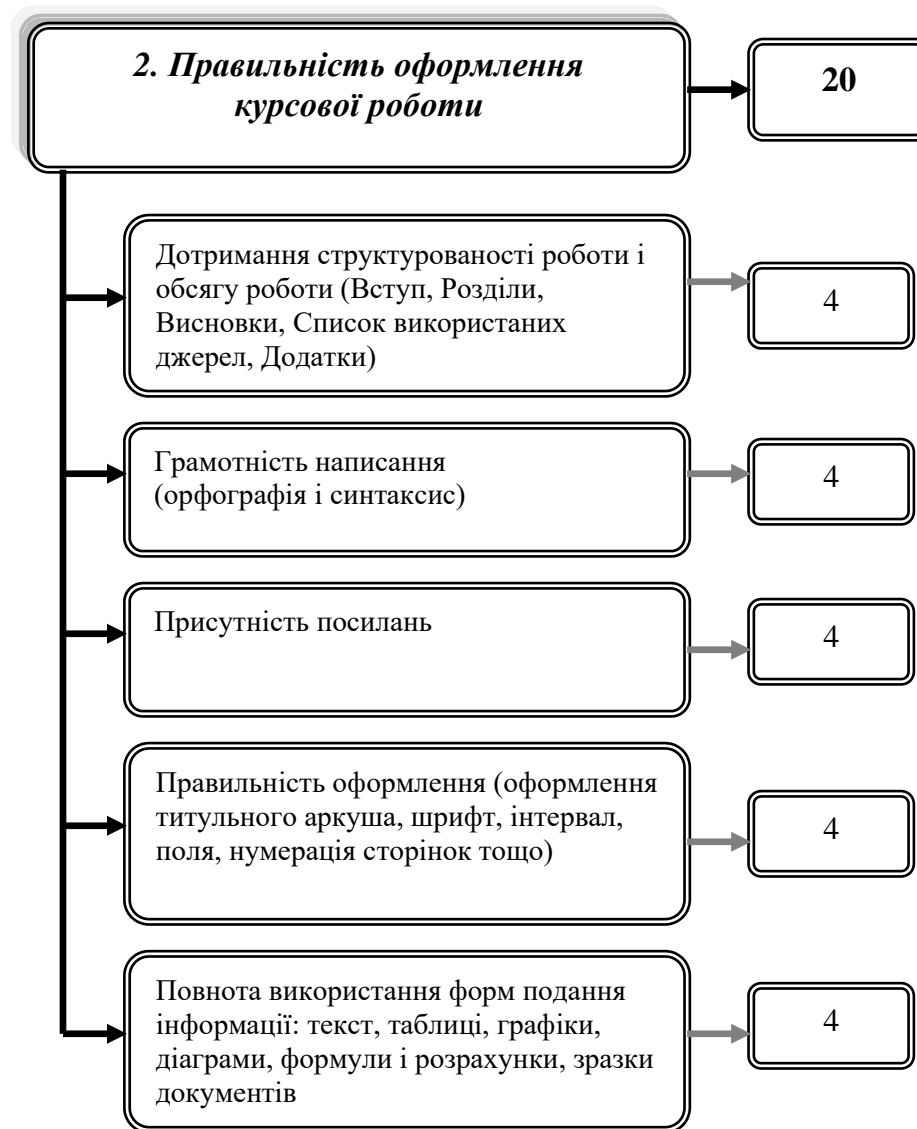 2. Правильність оформлення
курсової роботи
20
Дотримання структурованості роботи і
обсягу роботи (Вступ, Розділи,
Висновки, Список використаних
джерел, Додатки)
4
Грамотність написання
(орфографія і синтаксис)
4
Присутність посилань
4
Правильність оформлення (оформлення
титульного аркуша, шрифт, інтервал,
поля, нумерація сторінок тощо)
4
Повнота використання форм подання
інформації: текст, таблиці, графіки,
діаграми, формули і розрахунки, зразки
документів
4